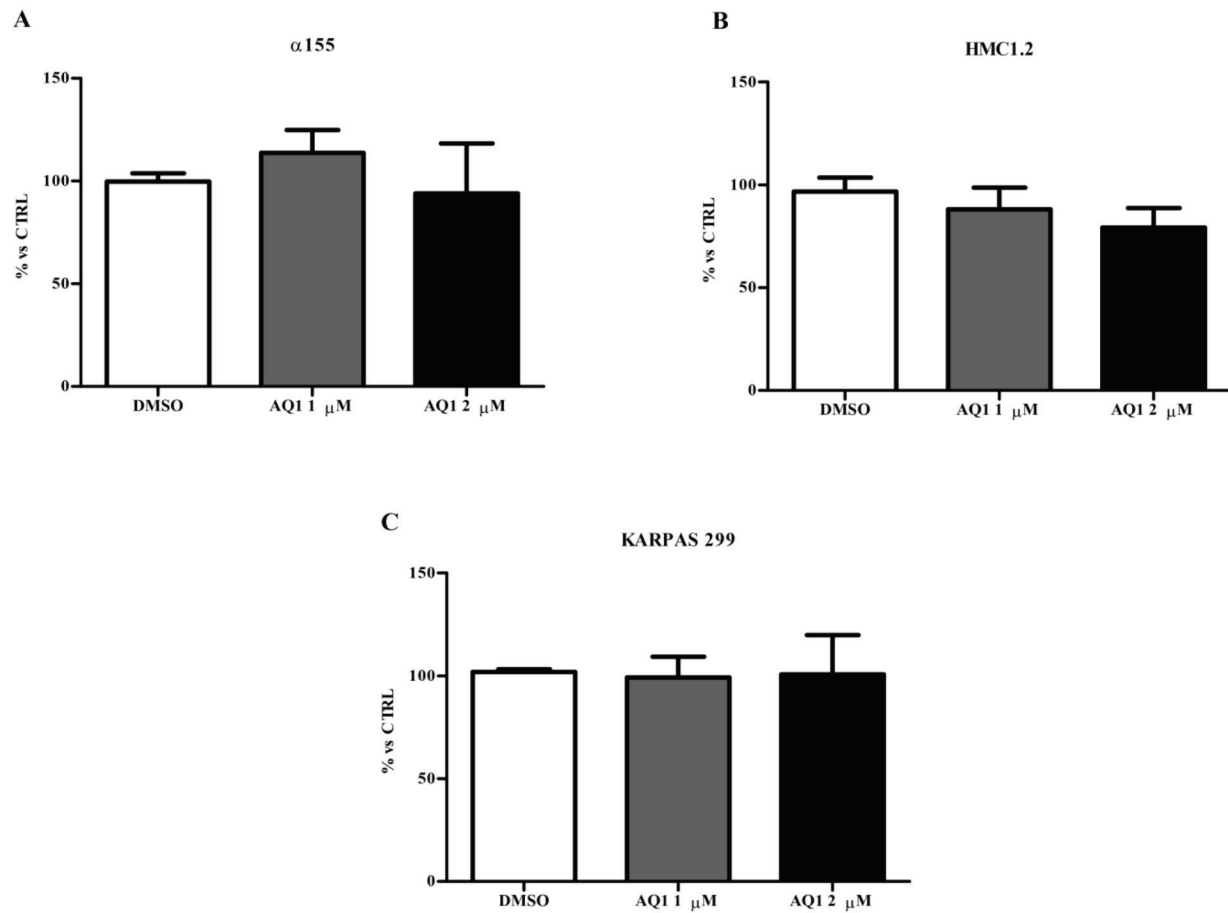 A
α155
% vs CTRL
150
100
50
0
DMSO
AQ1 1 μM
AQ1 2 μM
B
HMC1.2
% vs CTRL
150
100
50
0
DMSO
AQ1 1 μM
AQ1 2 μM
C
KARPAS 299
% vs CTRL
150
100
50
0
DMSO
AQ1 1 μM
AQ1 2 μM